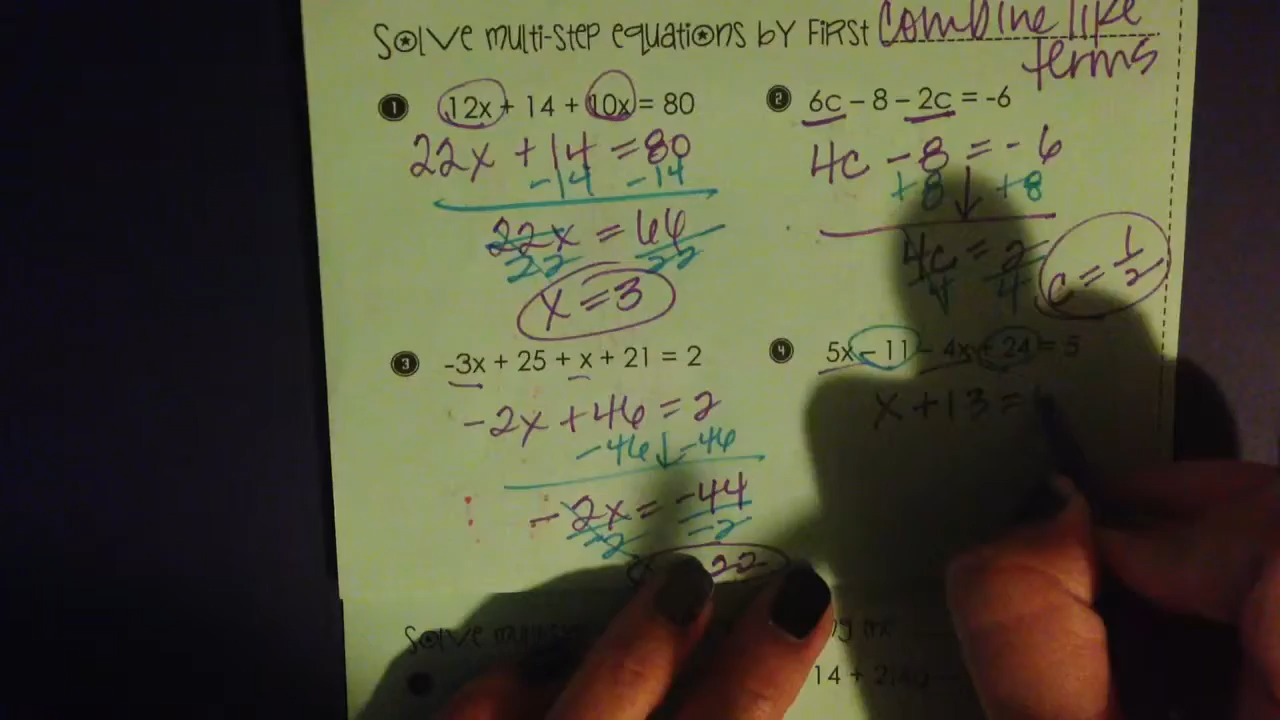 Solve multi-step equations by first combine like terms
1 12x + 14 + 10x = 80
22x + 14 = 80
-14 -14
22x = 66
22 22
x = 3
2 6c – 8 – 2c = -6
4c - 8 = - 6
+8 +8
4c = 2
4 4
c = 1/2
3 -3x + 25 + x + 21 = 2
-2x + 46 = 2
-46 -46
-2x = -44
-2 -2
22
4 5x – 11 – 4x + 24 = 5
x + 13 =
Solve
14 +